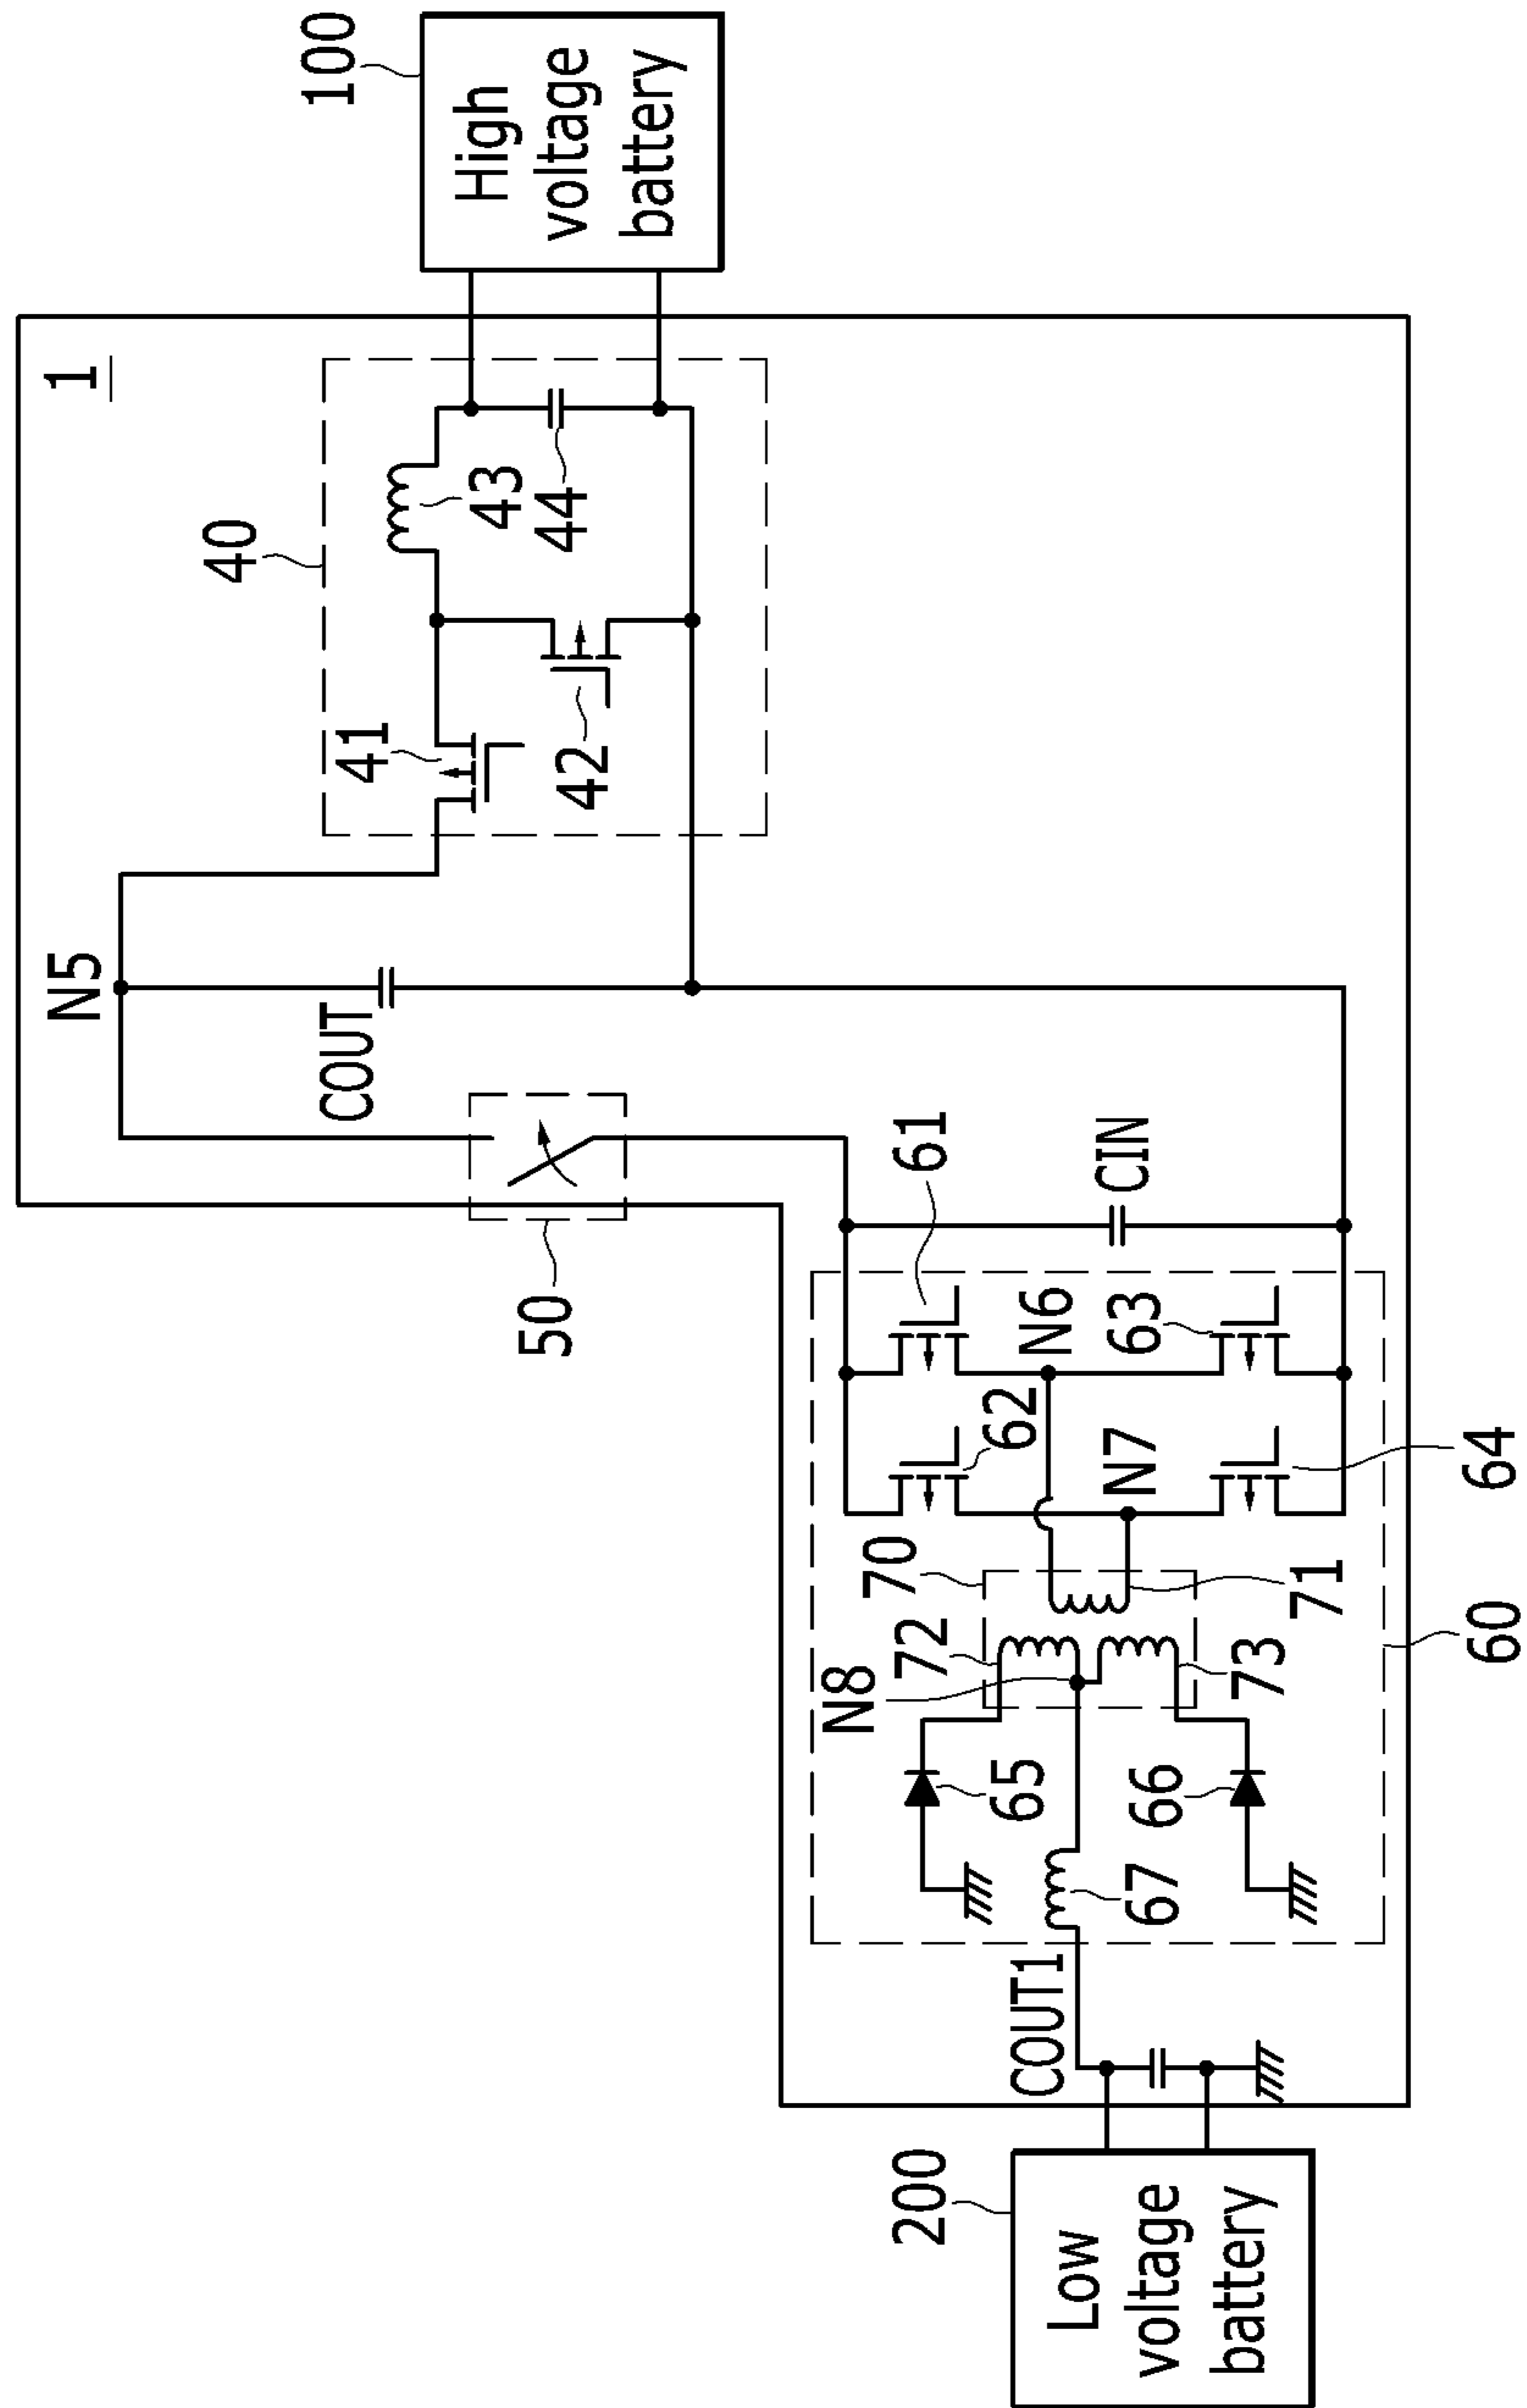 100
High
voltage
battery
1
40
43
44
41
42
N5
COUT
50
61
CIN
N6
63
62
N7
64
70
71
72
73
N8
60
65
66
67
COUT1
200
Low
voltage
battery